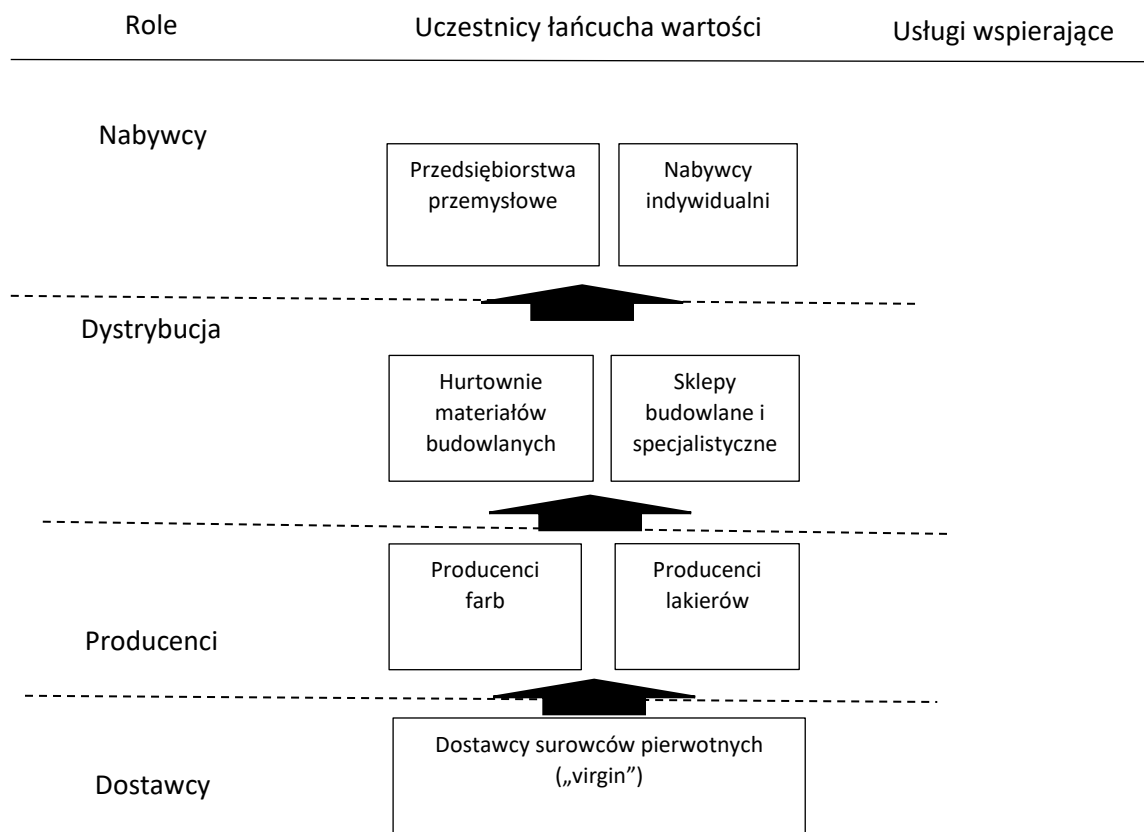 Role
Uczestnicy łańcucha wartości
Usługi wspierające
Nabywcy
Przedsiębiorstwa
przemysłowe
Nabywcy
indywidualni
Dystrybucja
Hurtownie
materiałów
budowlanych
Sklepy
budowlane i
specjalistyczne
Producenci
farb
Producenci
lakierów
Producenci
Dostawcy surowców pierwotnych
(„virgin”)
Dostawcy